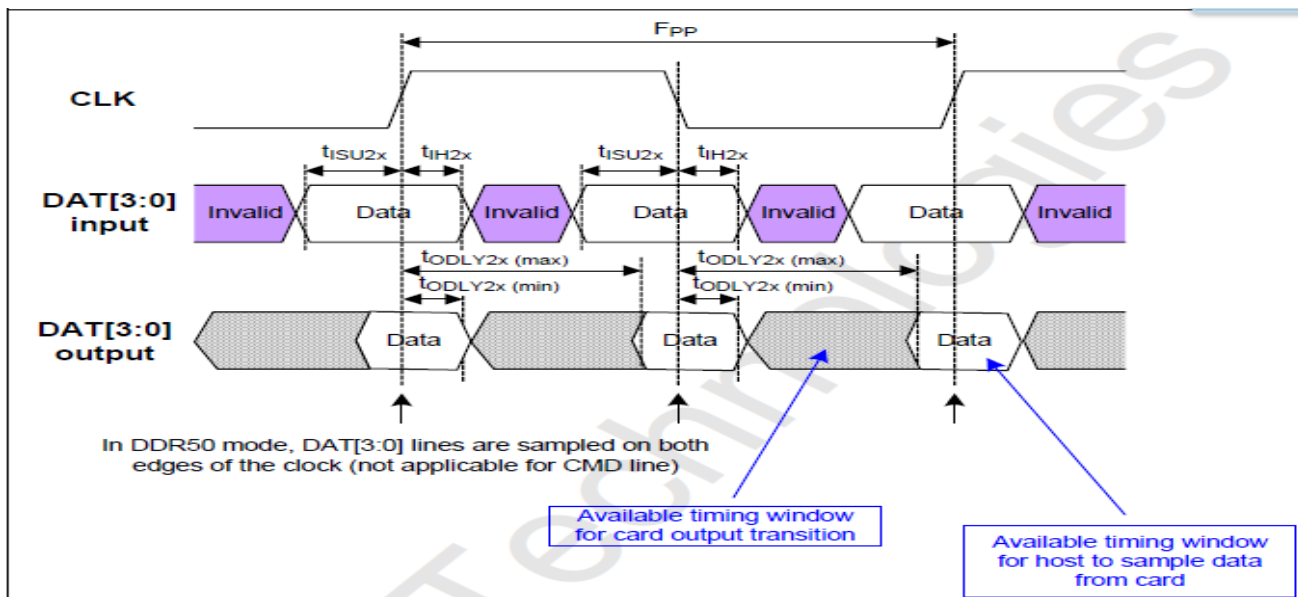 FPP
CLK
tISU2x tIH2x tISU2x tIH2x
DAT[3:0]
input
Invalid Data Invalid Data Invalid Data Invalid
tODLY2x (max) tODLY2x (max)
tODLY2x (min) tODLY2x (min)
DAT[3:0]
output
Data Data Data
In DDR50 mode, DAT[3:0] lines are sampled on both
edges of the clock (not applicable for CMD line)
Available timing window
for card output transition
Available timing window
for host to sample data
from card
Technologies